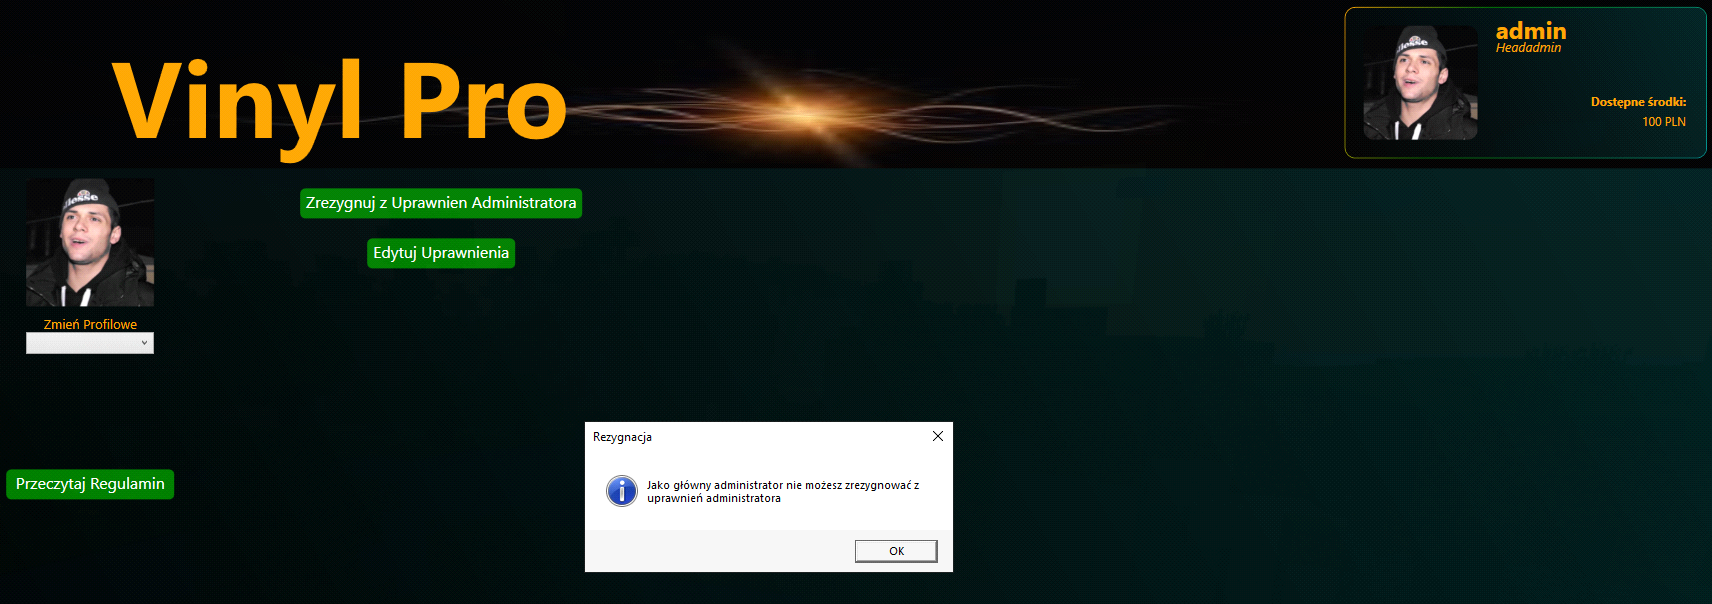 Vinyl Pro
admin
Headadmin
Dostępne środki:
100 PLN
Zrezygnuj z Uprawnien Administratora
Edytuj Uprawnienia
Zmień Profilowe
Przeczytaj Regulamin
Rezygnacja
Jako główny administrator nie możesz zrezygnować z
uprawnień administratora
OK